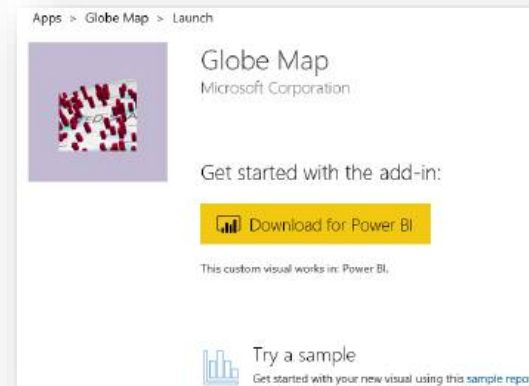 Apps > Globe Map > Launch
Globe Map
Microsoft Corporation
Get started with the add-in:
Download for Power BI
This custom visual works in: Power BI.
Try a sample
Get started with your new visual using this sample repo